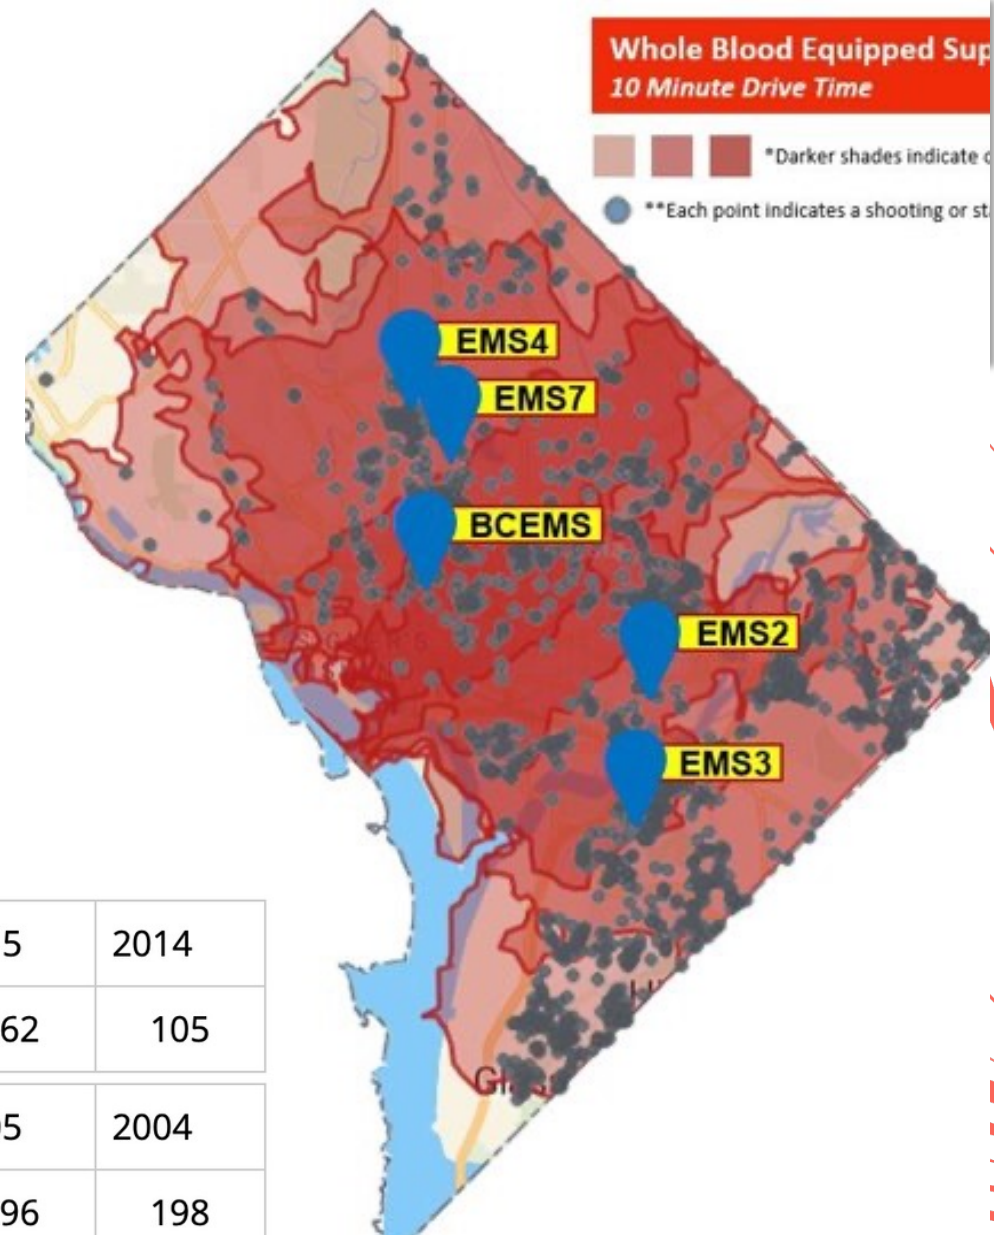 Whole Blood Equipped Sup
10 Minute Drive Time
*Darker shades indicate
**Each point indicates a shooting or st
EMS4
EMS7
BCEMS
EMS2
EMS3
5 2014
62 105
5 2004
96 198